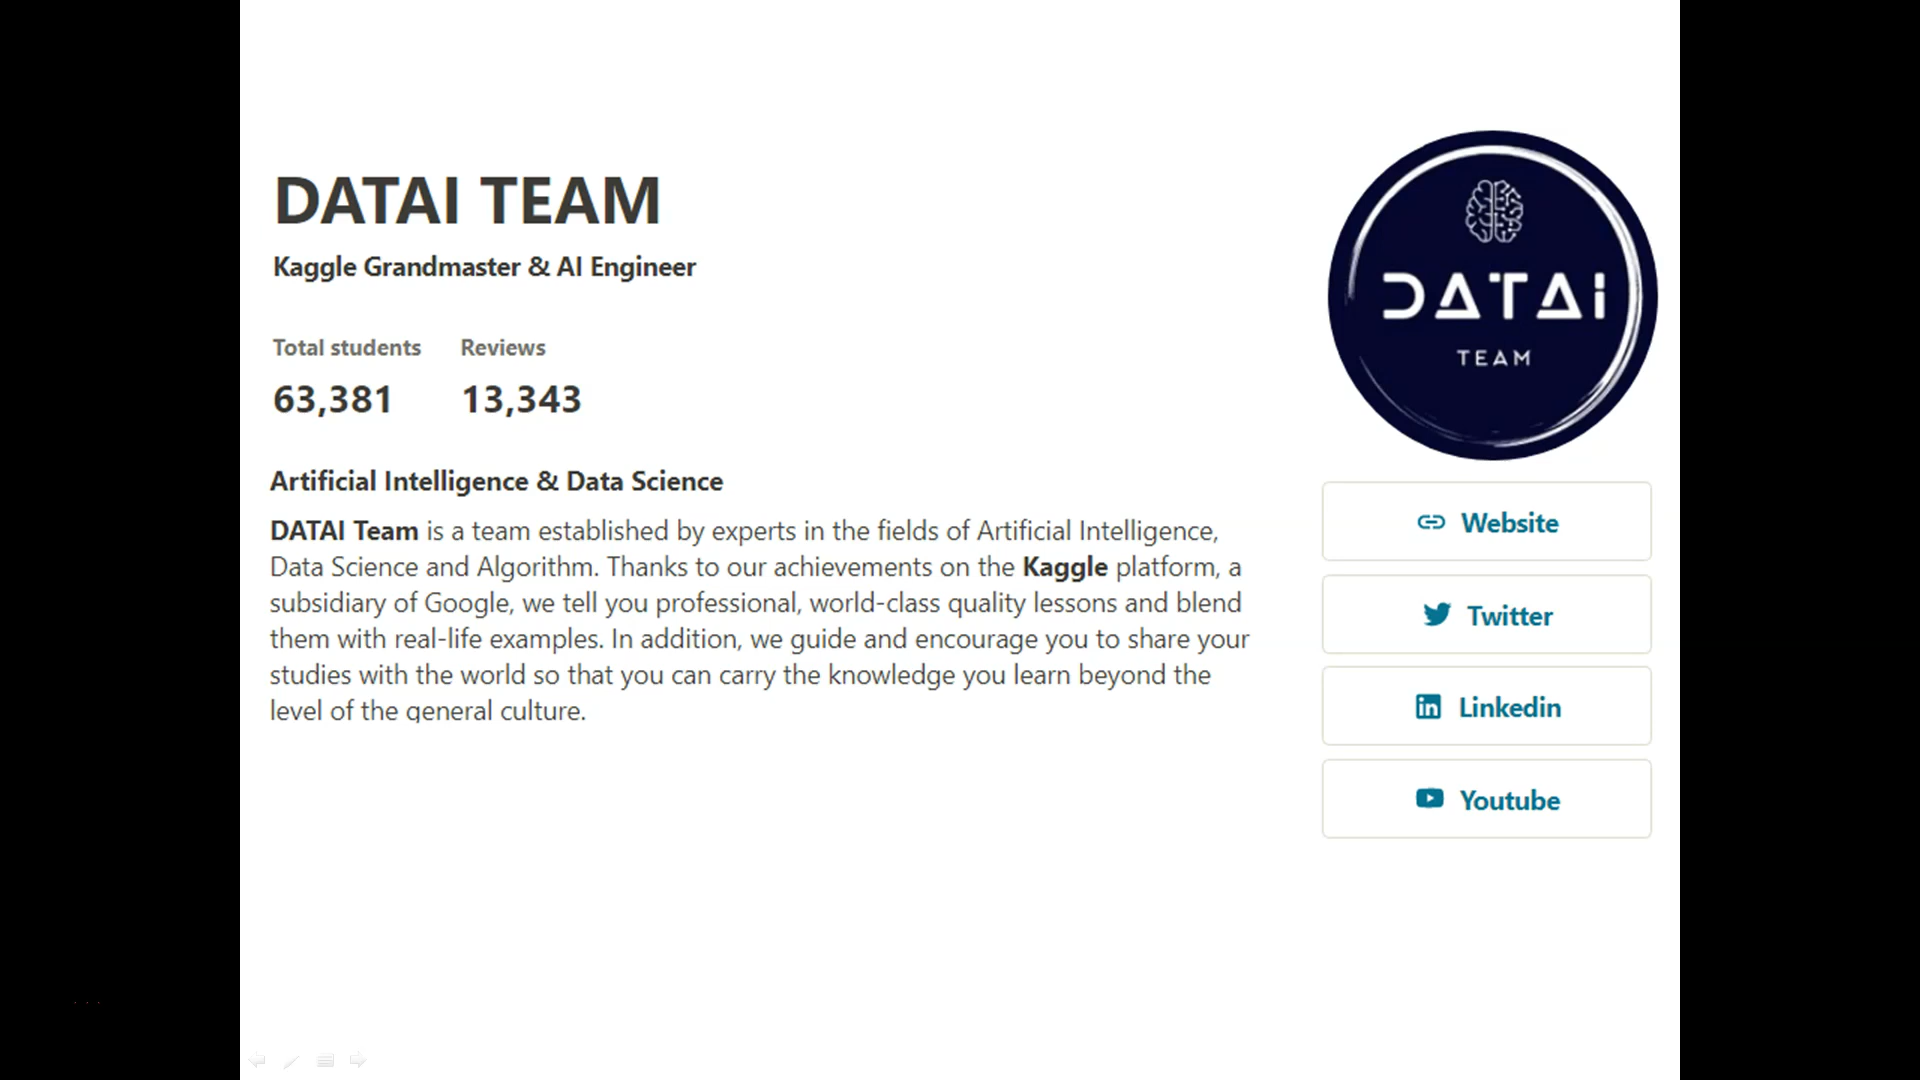 DATAI TEAM
Kaggle Grandmaster & AI Engineer
Total students Reviews
63,381 13,343
Artificial Intelligence & Data Science
DATAI Team is a team established by experts in the fields of Artificial Intelligence,
Data Science and Algorithm. Thanks to our achievements on the Kaggle platform, a
subsidiary of Google, we tell you professional, world-class quality lessons and blend
them with real-life examples. In addition, we guide and encourage you to share your
studies with the world so that you can carry the knowledge you learn beyond the
level of the general culture.
DATAI
TEAM
Website
Twitter
Linkedin
Youtube